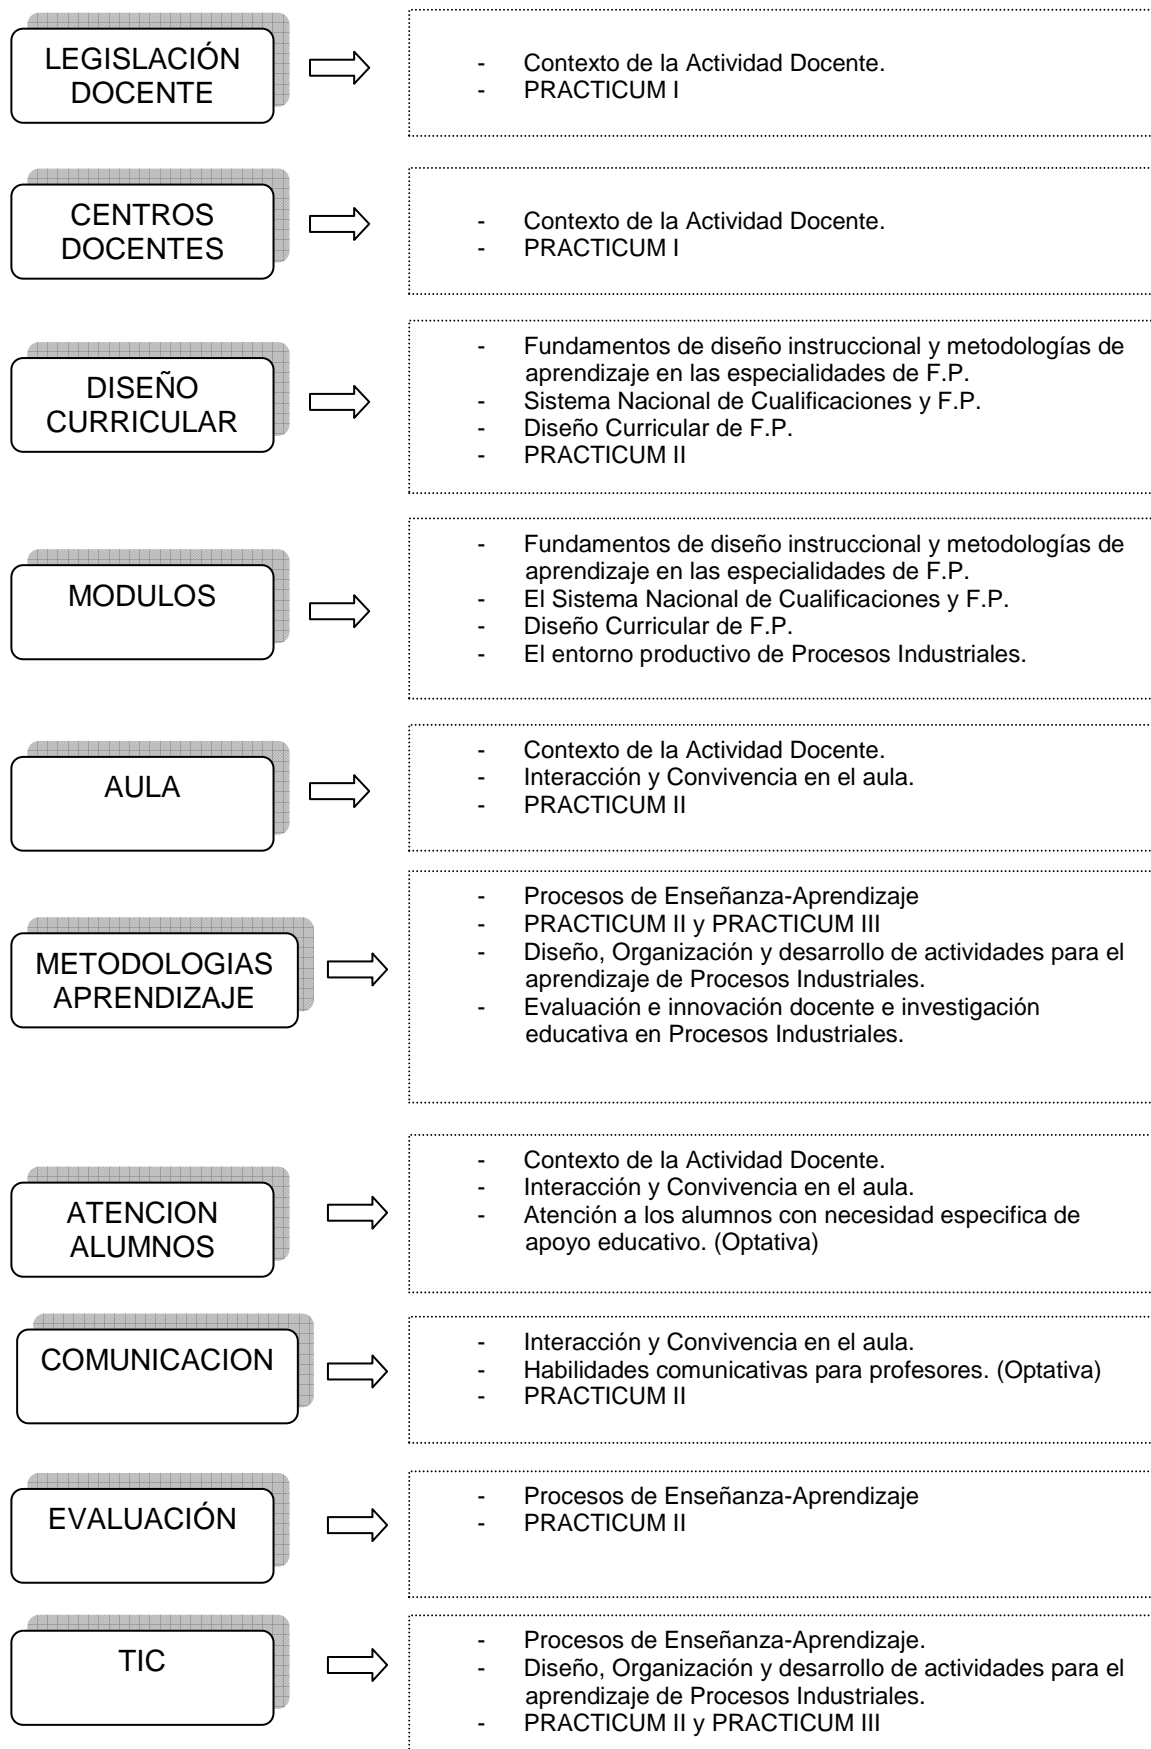 LEGISLACIÓN
DOCENTE
- Contexto de la Actividad Docente.
- PRACTICUM I
CENTROS
DOCENTES
- Contexto de la Actividad Docente.
- PRACTICUM I
DISEÑO
CURRICULAR
- Fundamentos de diseño instruccional y metodologías de
aprendizaje en las especialidades de F.P.
- Sistema Nacional de Cualificaciones y F.P.
- Diseño Curricular de F.P.
- PRACTICUM II
MODULOS
- Fundamentos de diseño instruccional y metodologías de
aprendizaje en las especialidades de F.P.
- El Sistema Nacional de Cualificaciones y F.P.
- Diseño Curricular de F.P.
- El entorno productivo de Procesos Industriales.
AULA
- Contexto de la Actividad Docente.
- Interacción y Convivencia en el aula.
- PRACTICUM II
METODOLOGIAS
APRENDIZAJE
- Procesos de Enseñanza-Aprendizaje
- PRACTICUM II y PRACTICUM III
- Diseño, Organización y desarrollo de actividades para el
aprendizaje de Procesos Industriales.
- Evaluación e innovación docente e investigación
educativa en Procesos Industriales.
ATENCION
ALUMNOS
- Contexto de la Actividad Docente.
- Interacción y Convivencia en el aula.
- Atención a los alumnos con necesidad especifica de
apoyo educativo. (Optativa)
COMUNICACION
- Interacción y Convivencia en el aula.
- Habilidades comunicativas para profesores. (Optativa)
- PRACTICUM II
EVALUACIÓN
- Procesos de Enseñanza-Aprendizaje
- PRACTICUM II
TIC
- Procesos de Enseñanza-Aprendizaje.
- Diseño, Organización y desarrollo de actividades para el
aprendizaje de Procesos Industriales.
- PRACTICUM II y PRACTICUM III